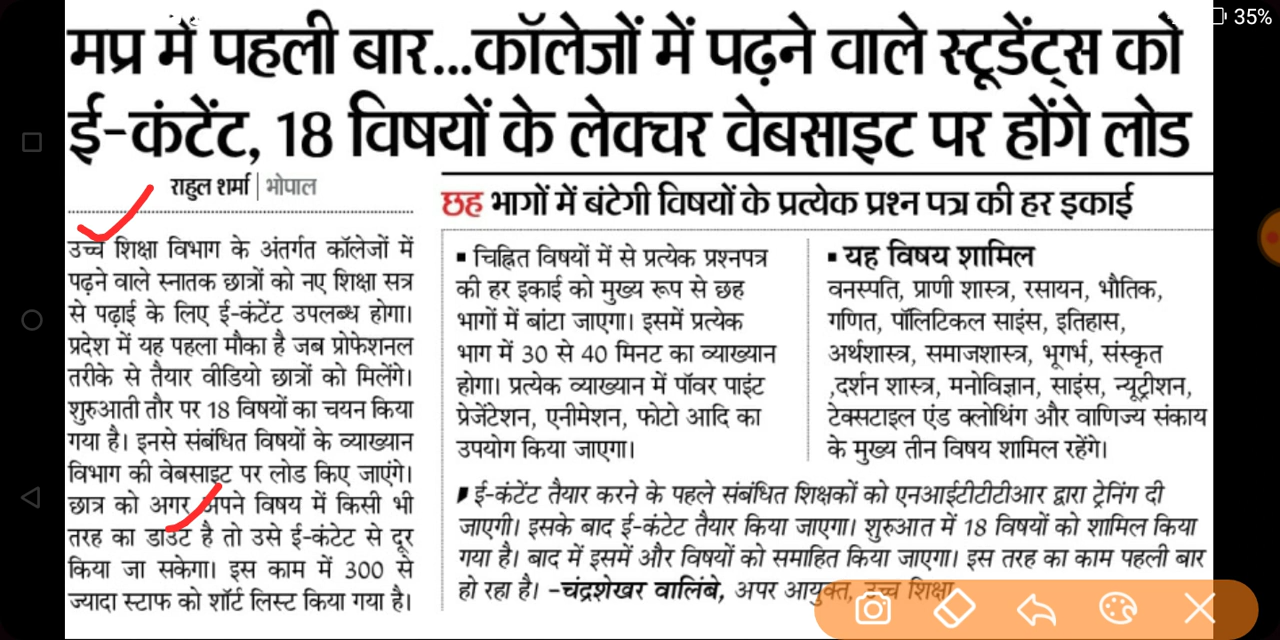 35%
मप्र में पहली बार...कॉलेजों में पढ़ने वाले स्टूडेंट्स को
ई-कंटेंट, 18 विषयों के लेक्चर वेबसाइट पर होंगे लोड
राहुल शर्मा | भोपाल
उच्च शिक्षा विभाग के अंतर्गत कॉलेजों में
पढ़ने वाले स्नातक छात्रों को नए शिक्षा सत्र
से पढ़ाई के लिए ई-कंटेंट उपलब्ध होगा।
प्रदेश में यह पहला मौका है जब प्रोफेशनल
तरीके से तैयार वीडियो छात्रों को मिलेंगे।
शुरुआती तौर पर 18 विषयों का चयन किया
गया है। इनसे संबंधित विषयों के व्याख्यान
विभाग की वेबसाइट पर लोड किए जाएंगे।
छात्र को अगर अपने विषय में किसी भी
तरह का डाउट है तो उसे ई-कंटेट से दूर
किया जा सकेगा। इस काम में 300 से
ज्यादा स्टाफ को शॉर्ट लिस्ट किया गया है।
छह भागों में बंटेगी विषयों के प्रत्येक प्रश्न पत्र की हर इकाई
▪ चिह्नित विषयों में से प्रत्येक प्रश्नपत्र
की हर इकाई को मुख्य रूप से छह
भागों में बांटा जाएगा। इसमें प्रत्येक
भाग में 30 से 40 मिनट का व्याख्यान
होगा। प्रत्येक व्याख्यान में पॉवर पाइंट
प्रेजेंटेशन, एनीमेशन, फोटो आदि का
उपयोग किया जाएगा।
▪ यह विषय शामिल
वनस्पति, प्राणी शास्त्र, रसायन, भौतिक,
गणित, पॉलिटिकल साइंस, इतिहास,
अर्थशास्त्र, समाजशास्त्र, भूगर्भ, संस्कृत
,दर्शन शास्त्र, मनोविज्ञान, साइंस, न्यूट्रीशन,
टेक्सटाइल एंड क्लोथिंग और वाणिज्य संकाय
के मुख्य तीन विषय शामिल रहेंगे।
▪ ई-कंटेंट तैयार करने के पहले संबंधित शिक्षकों को एनआईटीटीटीआर द्वारा ट्रेनिंग दी
जाएगी। इसके बाद ई-कंटेट तैयार किया जाएगा। शुरुआत में 18 विषयों को शामिल किया
गया है। बाद में इसमें और विषयों को समाहित किया जाएगा। इस तरह का काम पहली बार
हो रहा है। -चंद्रशेखर वालिंबे, अपर आयुक्त, उच्च शिक्षा